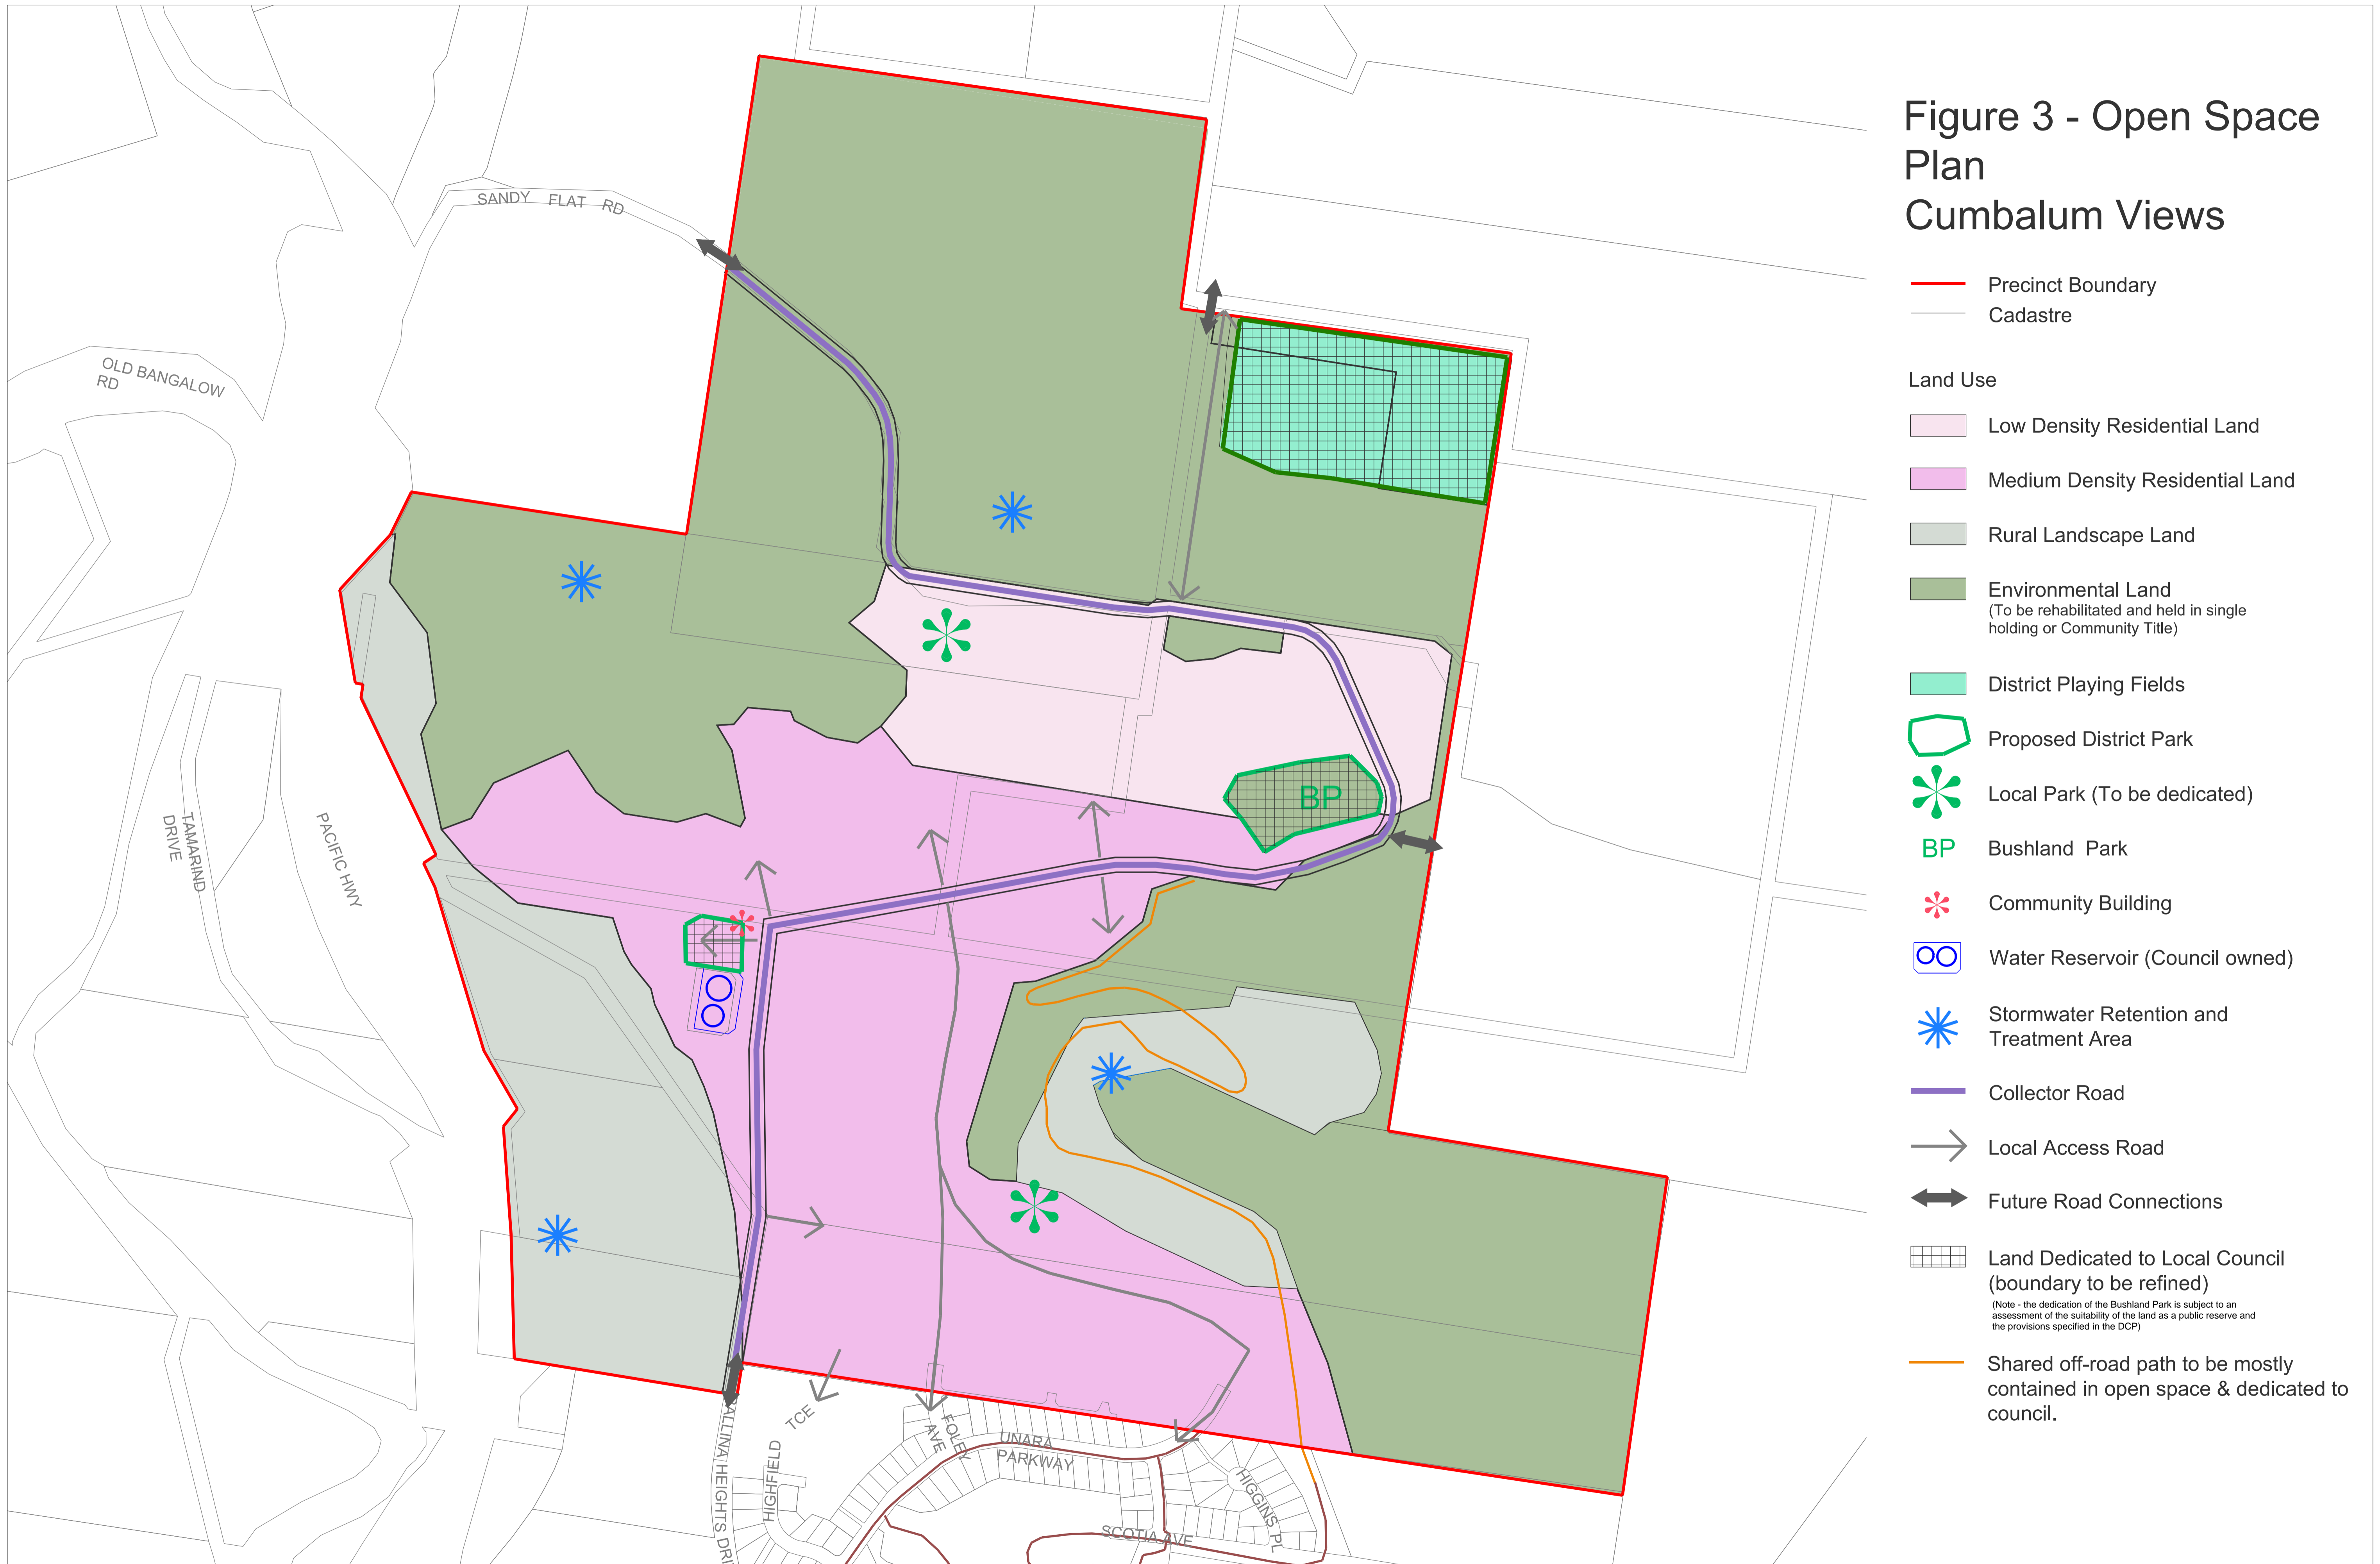 Figure 3 - Open Space
Plan
Cumbalum Views
Precinct Boundary
Cadastre
Land Use
Low Density Residential Land
Medium Density Residential Land
Rural Landscape Land
Environmental Land
(To be rehabilitated and held in single
holding or Community Title)
District Playing Fields
Proposed District Park
Local Park (To be dedicated)
BP
Bushland Park
Community Building
Water Reservoir (Council owned)
Stormwater Retention and
Treatment Area
Collector Road
Local Access Road
Future Road Connections
Land Dedicated to Local Council
(boundary to be refined)
(Note - the dedication of the Bushland Park is subject to an
assessment of the suitability of the land as a public reserve and
the provisions specified in the DCP)
Shared off-road path to be mostly
contained in open space & dedicated to
council.
SANDY FLAT RD
OLD BANGALOW
RD
TAMARIND
DRIVE
PACIFIC HWY
BP
HIGHFIELD
TCE
FOLEY
AVE
UNARA
PARKWAY
HIGGINS PL
SCOTIA AVE
HEIGHTS